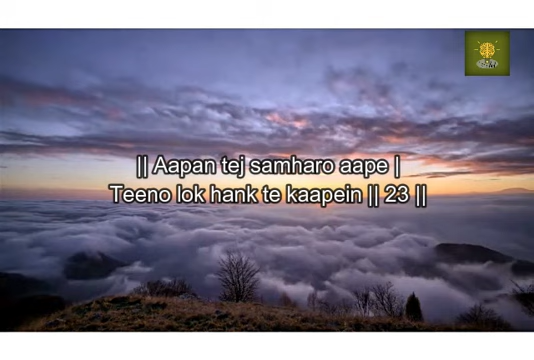 || Aapan tej samharo aape |
Teeno lok hank te kaapein || 23 ||